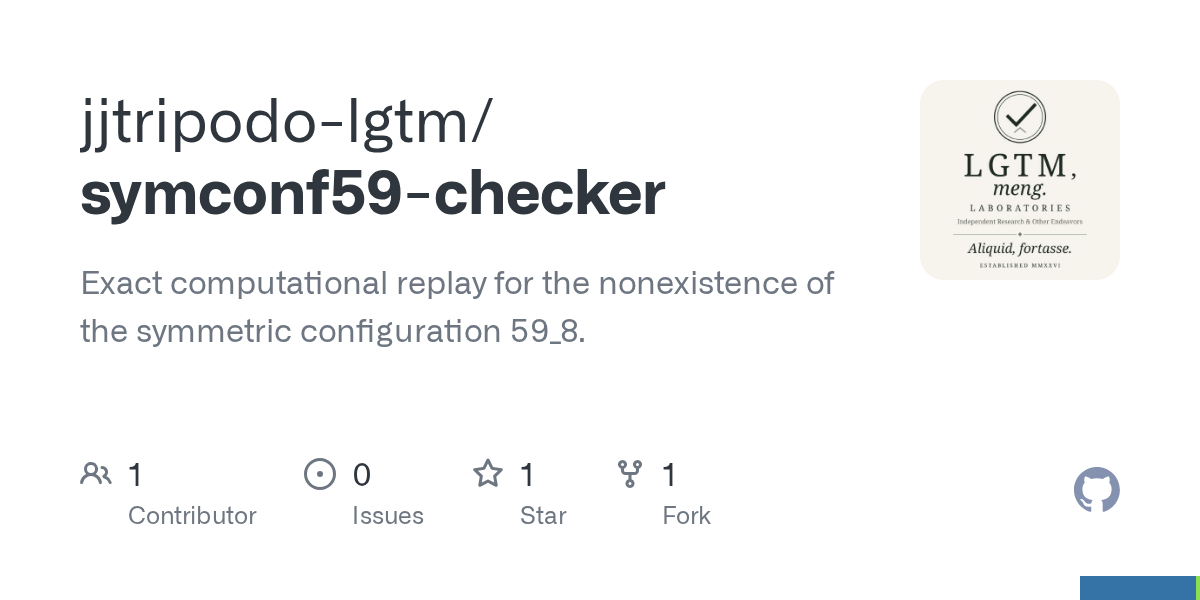 jjtripodo-lgtm/
symconf59-checker
Exact computational replay for the nonexistence of
the symmetric configuration 59_8.
LGTM,
meng.
LABORATORIES
Independent Research & Other Endeavors
Aliquid, fortasse.
ESTABLISHED MMXXVI
1
Contributor
0
Issues
1
Star
1
Fork